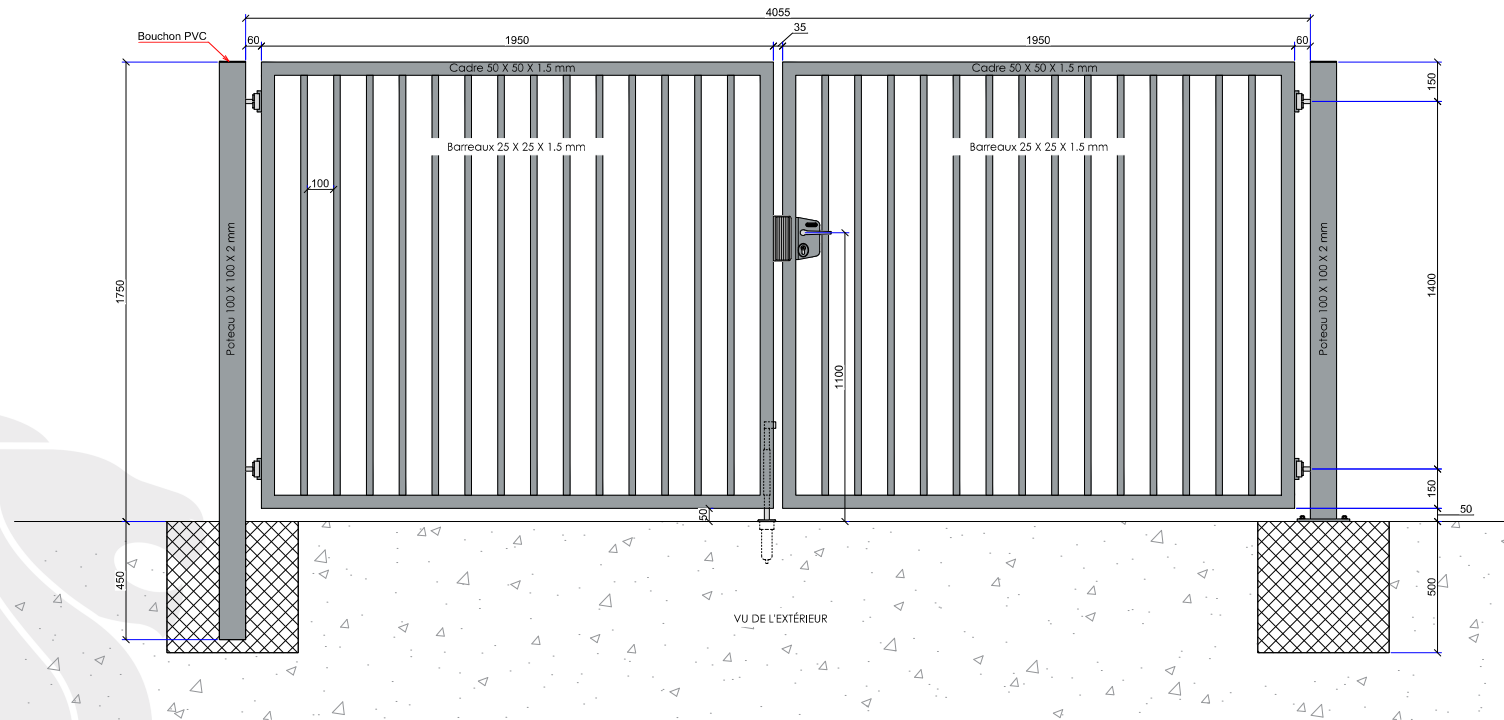 4055
35
Bouchon PVC
60
1950
1950
60
Cadre 50 X 50 X 1.5 mm
Cadre 50 X 50 X 1.5 mm
150
Barreaux 25 X 25 X 1.5 mm
Barreaux 25 X 25 X 1.5 mm
100
1750
Poteau 100 X 100 X 2 mm
Poteau 100 X 100 X 2 mm
1400
1100
150
50
50
450
500
VU DE L'EXTÉRIEUR